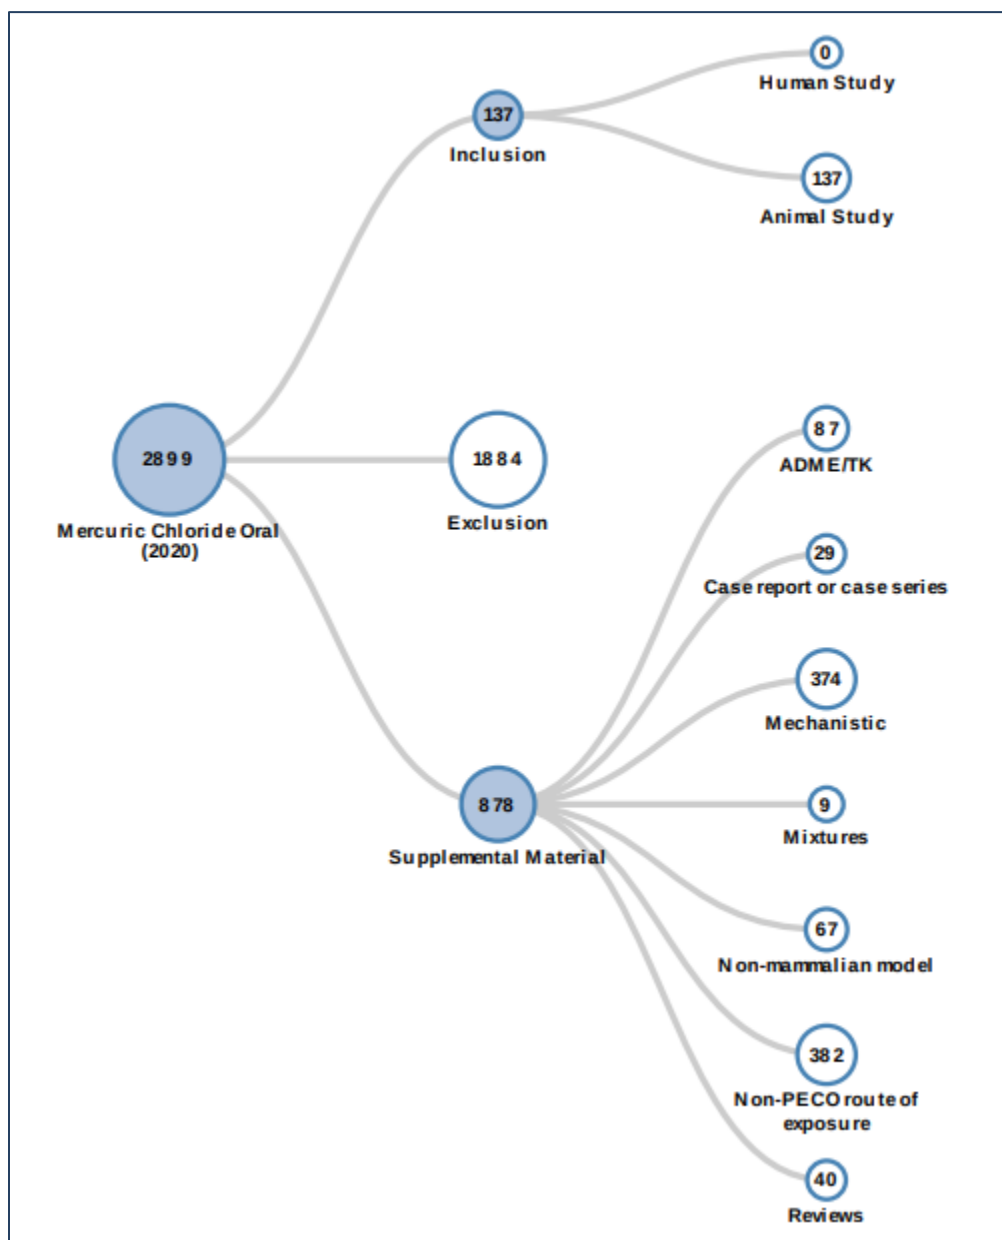 0
Human Study
137
Inclusion
137
Animal Study
2899
Mercuric Chloride Oral
(2020)
1884
Exclusion
87
ADME/TK
29
Case report or case series
374
Mechanistic
878
Supplemental Material
9
Mixtures
67
Non-mammalian model
382
Non-PECO route of
exposure
40
Reviews